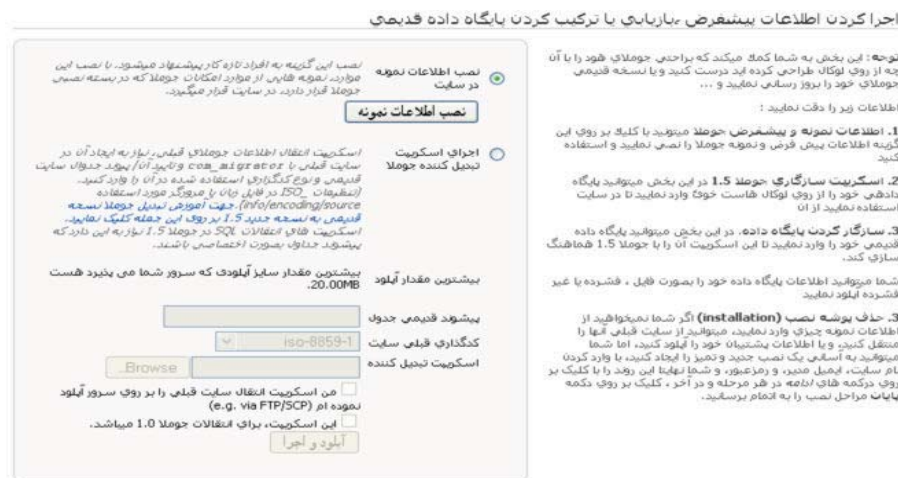 اجرا کردن اطلاعات پیشفرض ،بازیابی یا ترکیب کردن پایگاه داده قدیمی
توجه: این بخش به شما کمک میکند که براحتی جوملای هود را با آن
چه از روی لوکال طراحی کرده اید درست کنید و یا نسخه قدیمی
جوملای خود را بروز رسانی نمایید و ...
اطلاعات زیر را دقت نمایید :
1. اطلاعات نمونه و پیشفرض جوملا میتونید با کلیک بر روی این
گزینه اطلاعات پیش فرض و نمونه جوملا را نصی نمایید و استفاده
کنید
2. اسکریپت سازگاری جوملا 1.5 در این بخش میتوانید پایگاه
دادهی خود را از روی لوکال هاست خوک وارد نمایید تا در سایت
استفاده نمایید از ان
3. سازگار کردن پایگاه داده. در این بخش میتوانید پایگاه داده
قدیمی خود را وارد نمایید تا این اسکریپت آن را با جوملا 1.5 هماهنگ
سازی کند.
شما میتوانید اطلاعات پایگاه داده خود را بصورت فایل ، فشرده یا غیر
فشرده اپلود نمایید
3. حذف پوشه نصب (installation) اگر شما نمیخواهید از
اطلاعات نمونه چیزی وارد نمایید، میتوانید از سایت قبلی آنها را
منتقل کنید، و یا اطلاعات پشتیبان خود را آپلود کنید، اما شما
میتوانید به آسانی یک نصب جدید و تمیز را ایجاد کنید، با وارد کردن
نام سایت، ایمیل مدیر، و رمزعبور، و شما نهایتا این روند را با کلیک بر
روی درکمه های ادامه در هر مرحله و در آخر ، کلیک بر روی دکمه
پایان مراحل نصب را به اتمام برسانید.
نصب اطلاعات نمونه
در سایت
نصب این گزینه به افراد تازه کار پیشنهاد میشود. با نصب این
موارد، نمونه هایی از موارد امکانات جوملا که در بسته نصبی
جوملا قرار دارد، در سایت قرار میگیرد.
نصب اطلاعات نمونه
اجرای اسکریپت
تبدیل کننده جوملا
اسکریپت انتقال اطلاعات جوملای قبلی، نیاز به ایجاد آن در
سایت قبلی با com_migrator و تایید آن/ پیوند جدوال سایت
قدیمی و نوع کدگزاری استفاده شده در آن را وارد کنید.
(تنظیمات _ISO در فایل زبان یا مرورگر مورد استفاده
info/encoding/source). جهت آموزش تبدیل جوملا نسخه
قدیمی به نسخه جدید 1.5 بر روی این جمله کلیک نمایید.
اسکریپت های انتقالات SQL در جوملا 1.5 نیاز به این دارد که
پیشوند جداول بصورت اختصاصی باشند.
بیشترین مقدار آپلود
بیشترین مقدار سایز آپلودی که سرور شما می پذیرد هست
20.00MB.
پیشوند قدیمی جدول
کدگذاری قبلی سایت iso-8859-1
اسکریپت تبدیل کننده Browse...
من اسکریپت انتقال سایت قبلی را بر روی سرور آپلود
نموده ام (e.g. via FTP/SCP)
این اسکریپت، برای انتقالات جوملا 1.0 میباشد.
آپلود و اجرا